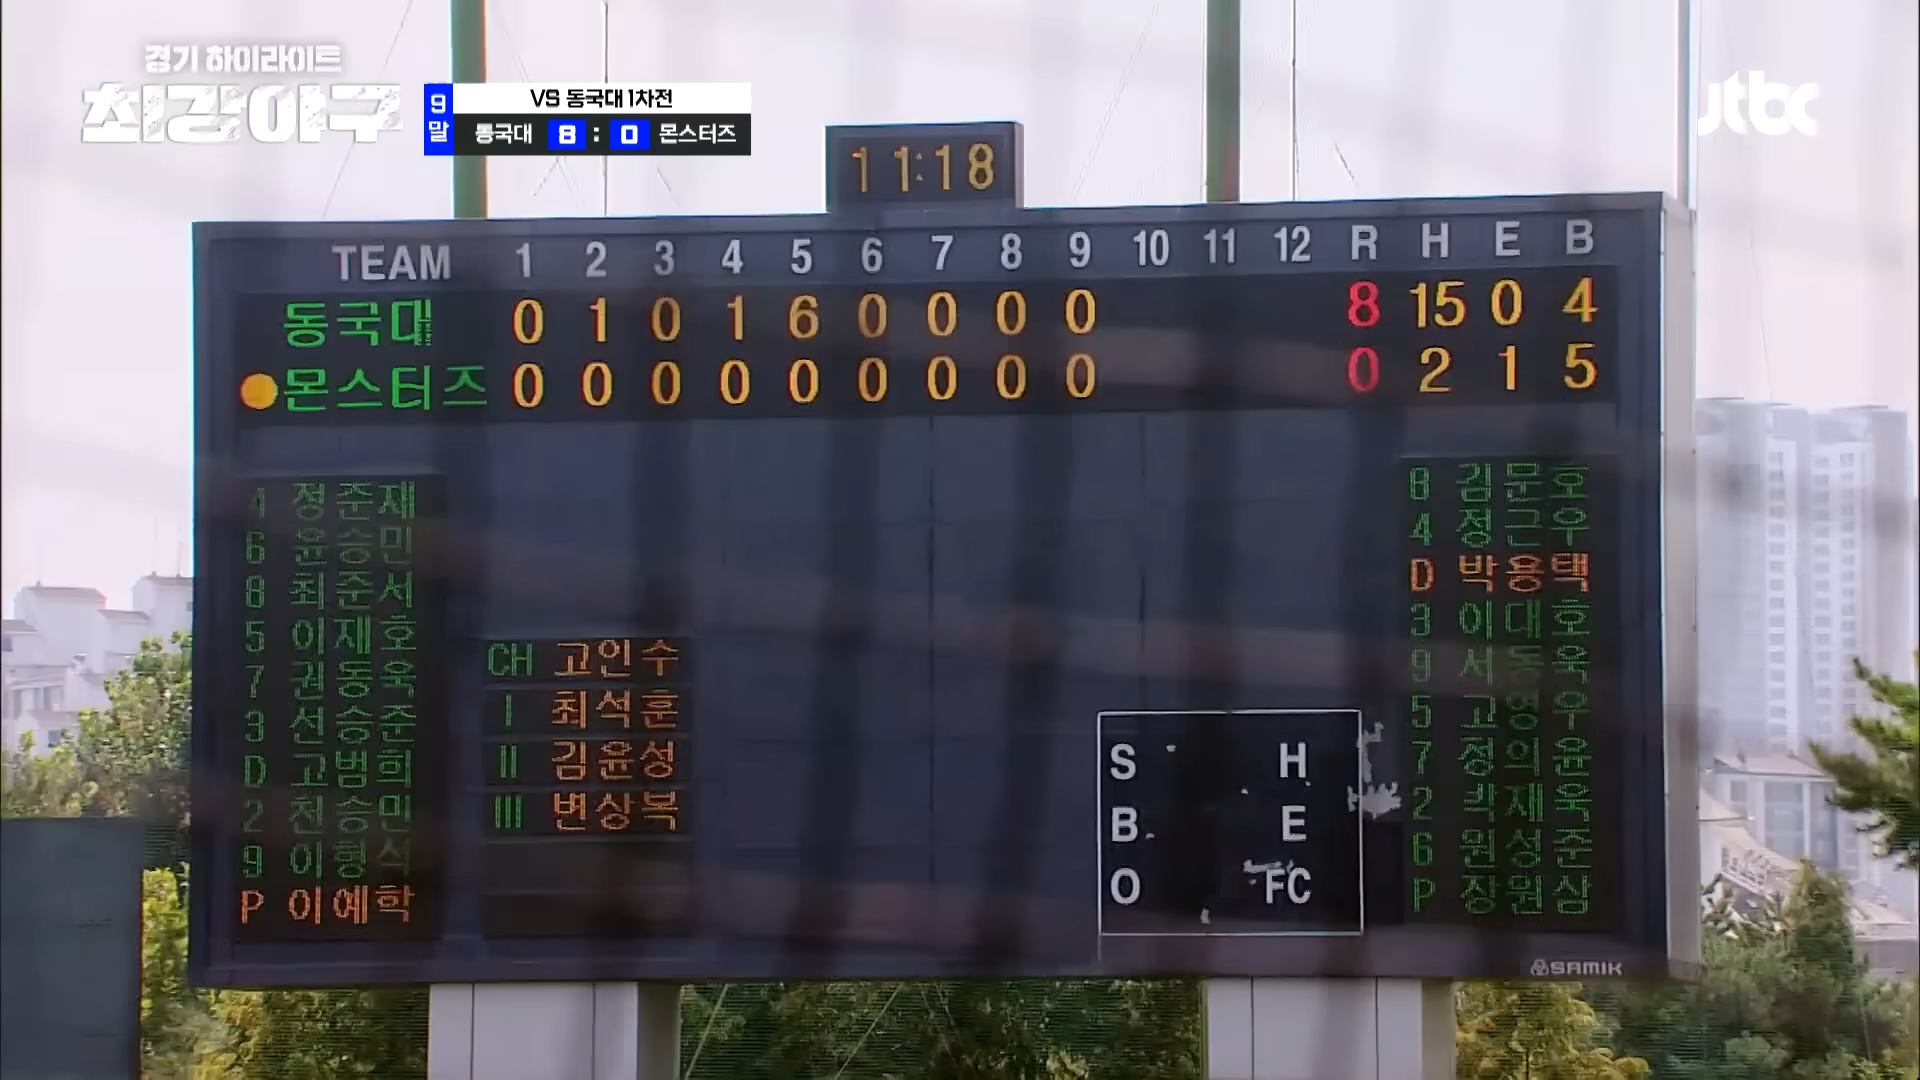 경기 하이라이트
최강야구
9말
VS 동국대 1차전
동국대 8 : 0 몬스터즈
jtbc
11:18
TEAM 1 2 3 4 5 6 7 8 9 10 11 12 R H E B
동국대 0 1 0 1 6 0 0 0 0 8 15 0 4
몬스터즈 0 0 0 0 0 0 0 0 0 0 2 1 5
4 정준재
6 윤승민
8 최준서
5 이재호
7 권동욱
3 선승준
D 고범희
2 천승민
9 이형석
P 이예학
CH 고인수
I 최석훈
II 김윤성
III 변상복
S H
B E
O FC
8 김문호
4 정근우
D 박용택
3 이대호
9 서동욱
5 고영우
7 정의윤
2 박재욱
6 원성준
P 장원삼
SAMIK